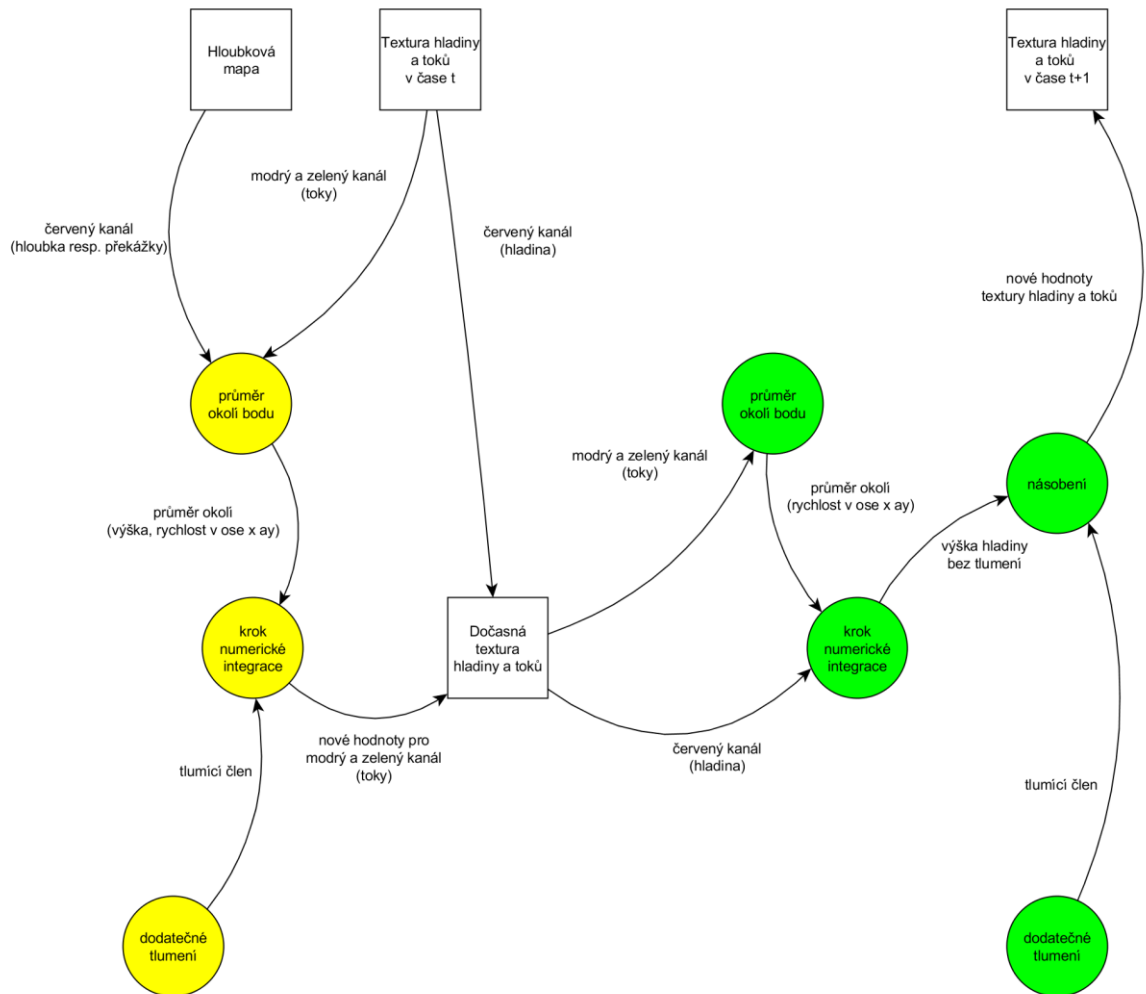 Hloubková
mapa
Textura hladiny
a toků
v čase t
Textura hladiny
a toků
v čase t+1
modrý a zelený kanál
(toky)
červený kanál
(hloubka resp. překážky)
červený kanál
(hladina)
nové hodnoty
textury hladiny a toků
průměr
okolí bodu
průměr
okolí bodu
modrý a zelený kanál
(toky)
násobení
průměr okolí
(výška, rychlost v ose x ay)
průměr okolí
(rychlost v ose x ay)
výška hladiny
bez tlumení
krok
numerické
integrace
Dočasná
textura
hladiny a toků
krok
numerické
integrace
nové hodnoty pro
modrý a zelený kanál
(toky)
červený kanál
(hladina)
tlumící člen
tlumící člen
dodatečné
tlumení
dodatečné
tlumení